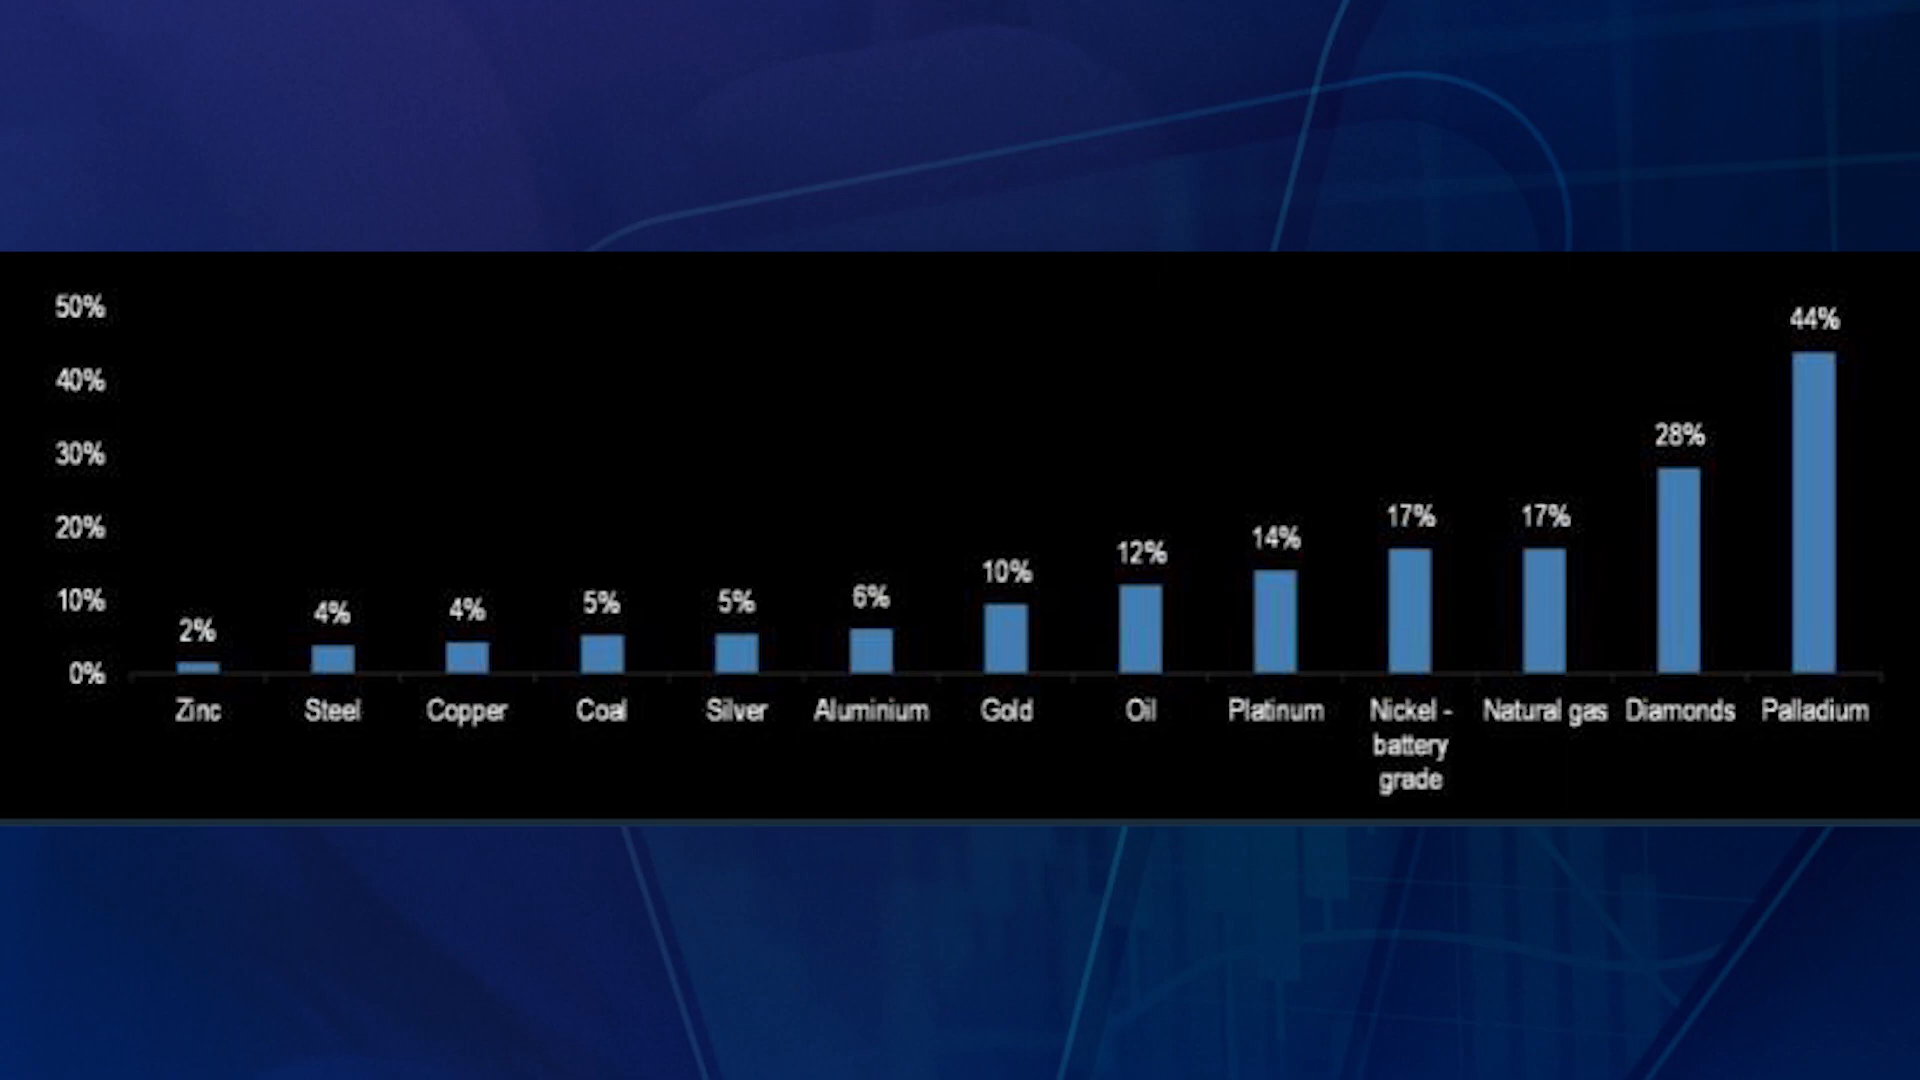 50%
40%
30%
20%
10%
0%
2%
4%
4%
5%
5%
6%
10%
12%
14%
17%
17%
28%
44%
Zinc
Steel
Copper
Coal
Silver
Aluminium
Gold
Oil
Platinum
Nickel -
battery
grade
Natural gas
Diamonds
Palladium